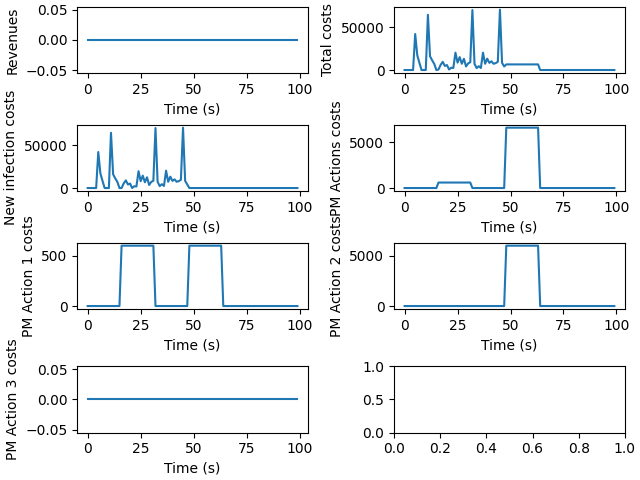 Revenues
0.05
0.00
−0.05
0 25 50 75 100
Time (s)
Total costs
50000
0
0 25 50 75 100
Time (s)
New infection costs
50000
0
0 25 50 75 100
Time (s)
PM Actions costs
5000
0
0 25 50 75 100
Time (s)
PM Action 1 costs
500
0
0 25 50 75 100
Time (s)
PM Action 2 costs
5000
0
0 25 50 75 100
Time (s)
PM Action 3 costs
0.05
0.00
−0.05
0 25 50 75 100
Time (s)
1.0
0.5
0.0
0.0 0.2 0.4 0.6 0.8 1.0